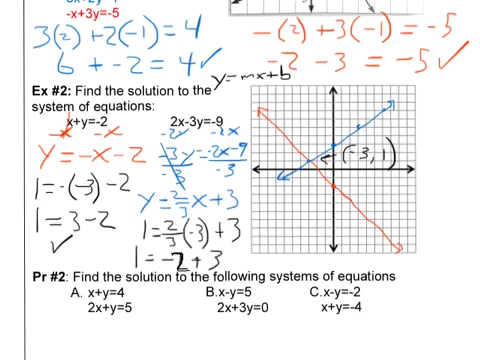 -x+3y=-5
3(2)+2(-1)=4
6+-2=4✓
-(2)+3(-1)=-5
-2-3=-5✓
Ex #2: Find the solution to the system of equations:
y=mx+b
x+y=-2
-x -x
y=-x-2
1=-(-3)-2
1=3-2
✓
2x-3y=-9
-2x -2x
-3y=-2x-9
-3 -3
y=2/3x+3
1=2/3(-3)+3
1=-2+3
(-3,1)
Pr #2: Find the solution to the following systems of equations
A. x+y=4 B.x-y=5 C.x-y=-2
2x+y=5 2x+3y=0 x+y=-4